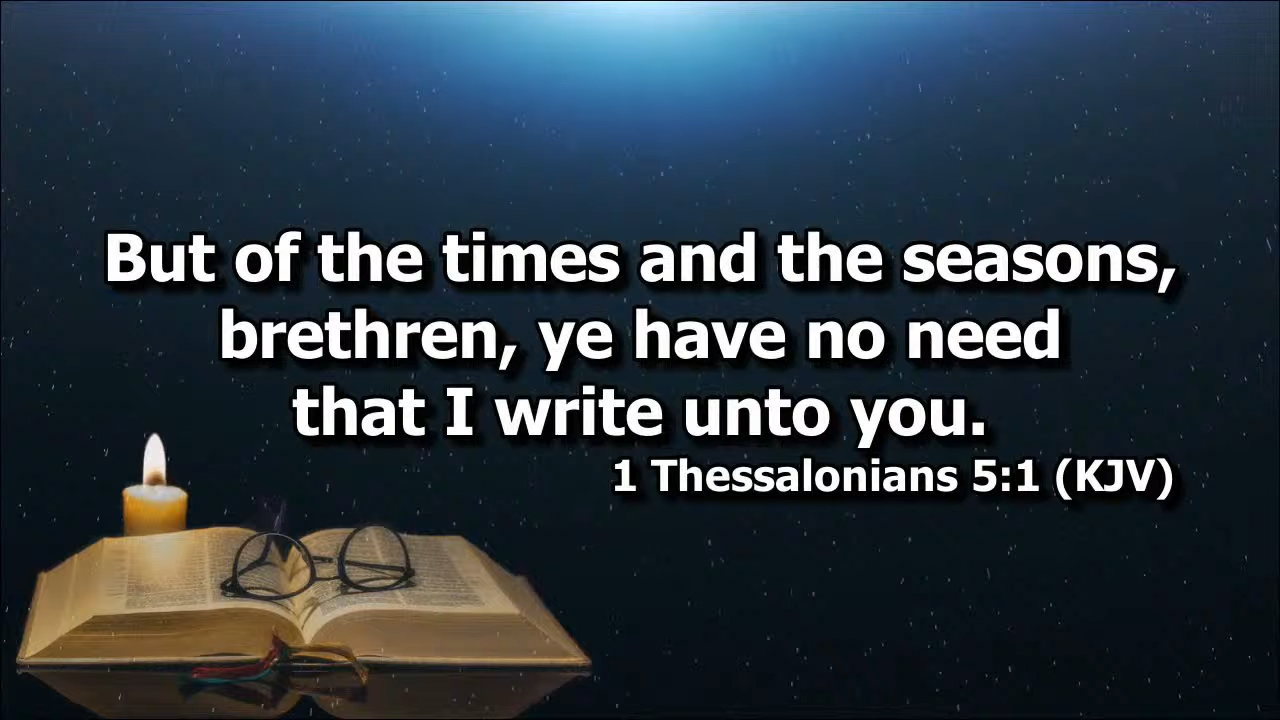 But of the times and the seasons,
brethren, ye have no need
that I write unto you.
1 Thessalonians 5:1 (KJV)